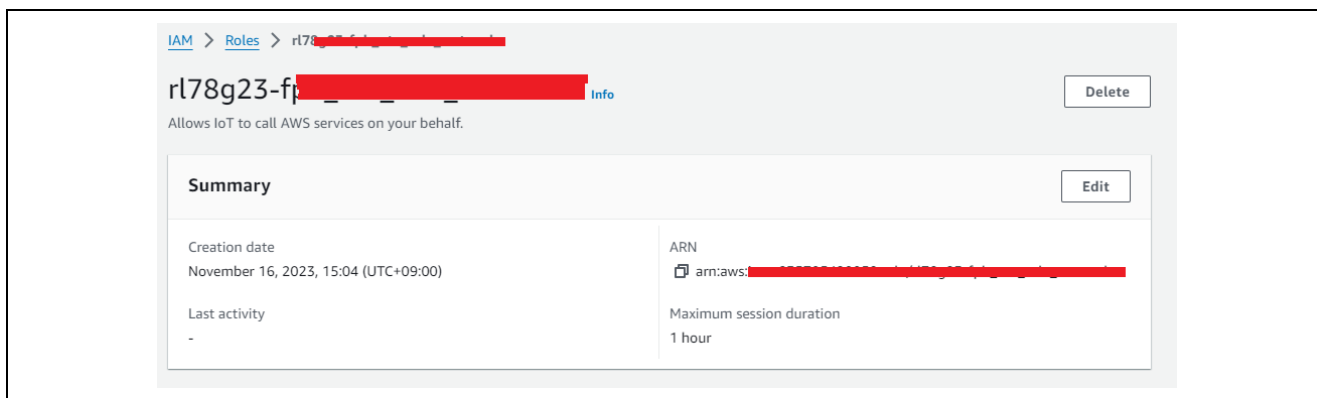 IAM > Roles > rl78
rl78g23-fp Info
Delete
Allows IoT to call AWS services on your behalf.
Summary
Edit
Creation date
November 16, 2023, 15:04 (UTC+09:00)
ARN
arn:aws:
Last activity
-
Maximum session duration
1 hour